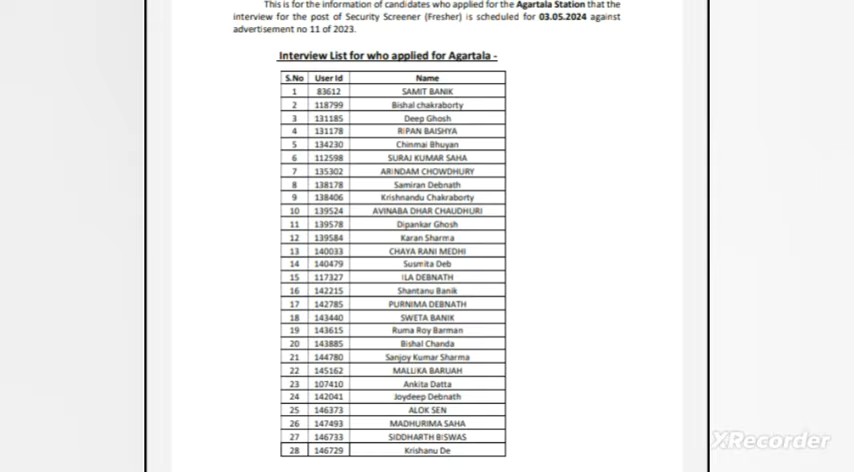 This is for the information of candidates who applied for the Agartala Station that the
interview for the post of Security Screener (Fresher) is scheduled for 03.05.2024 against
advertisement no 11 of 2023.
Interview List for who applied for Agartala -
S.No User Id Name
1 83612 SAMIT BANIK
2 118799 Bishal chakraborty
3 131185 Deep Ghosh
4 131178 RIPAN BAISHYA
5 134230 Chinmai Bhuyan
6 112598 SURAJ KUMAR SAHA
7 135302 ARINDAM CHOWDHURY
8 138178 Samiran Debnath
9 138406 Krishnandu Chakraborty
10 139524 AVINABA DHAR CHAUDHURI
11 139578 Dipankar Ghosh
12 139584 Karan Sharma
13 140033 CHAYA RANI MEDHI
14 140479 Susmita Deb
15 117327 ILA DEBNATH
16 142215 Shantanu Banik
17 142785 PURNIMA DEBNATH
18 143440 SWETA BANIK
19 143615 Ruma Roy Barman
20 143885 Bishal Chanda
21 144780 Sanjoy Kumar Sharma
22 145162 MALLIKA BARUAH
23 107410 Ankita Datta
24 142041 Joydeep Debnath
25 146373 ALOK SEN
26 147493 MADHURIMA SAHA
27 146733 SIDDHARTH BISWAS
28 146729 Krishanu De
XRecorder